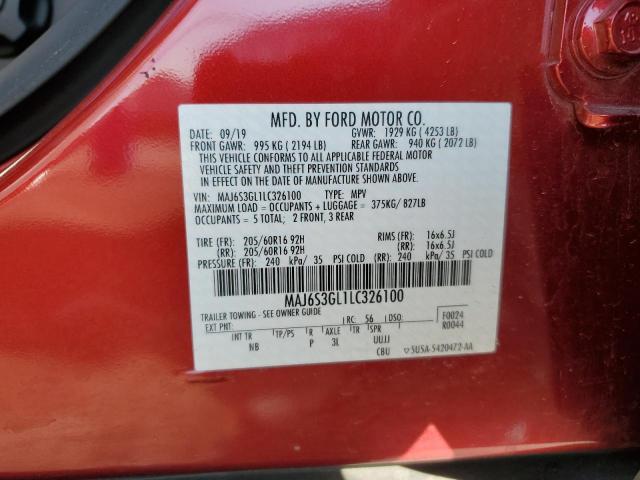 MFD. BY FORD MOTOR CO.
DATE: 09/19 GVWR: 1929 KG ( 4253 LB)
FRONT GAWR: 995 KG ( 2194 LB) REAR GAWR: 940 KG ( 2072 LB)
THIS VEHICLE CONFORMS TO ALL APPLICABLE FEDERAL MOTOR
VEHICLE SAFETY AND THEFT PREVENTION STANDARDS
IN EFFECT ON THE DATE OF MANUFACTURE SHOWN ABOVE.
VIN: MAJ6S3GL1LC326100 TYPE: MPV
MAXIMUM LOAD = OCCUPANTS + LUGGAGE = 375KG/ 827LB
OCCUPANTS = 5 TOTAL; 2 FRONT, 3 REAR
TIRE (FR): 205/60R16 92H RIMS (FR): 16x6.5J
(RR): 205/60R16 92H (RR): 16x6.5J
PRESSURE (FR): 240 kPa/ 35 PSI COLD (RR): 240 kPa/ 35 PSI COLD
MAJ6S3GL1LC326100
TRAILER TOWING - SEE OWNER GUIDE
EXT PNT: RC: 56 DSO: F0024
R0044
INT TR TP/PS R AXLE TR SPR
NB P 3L UUJJ
CBU 5U5A-5420472-AA